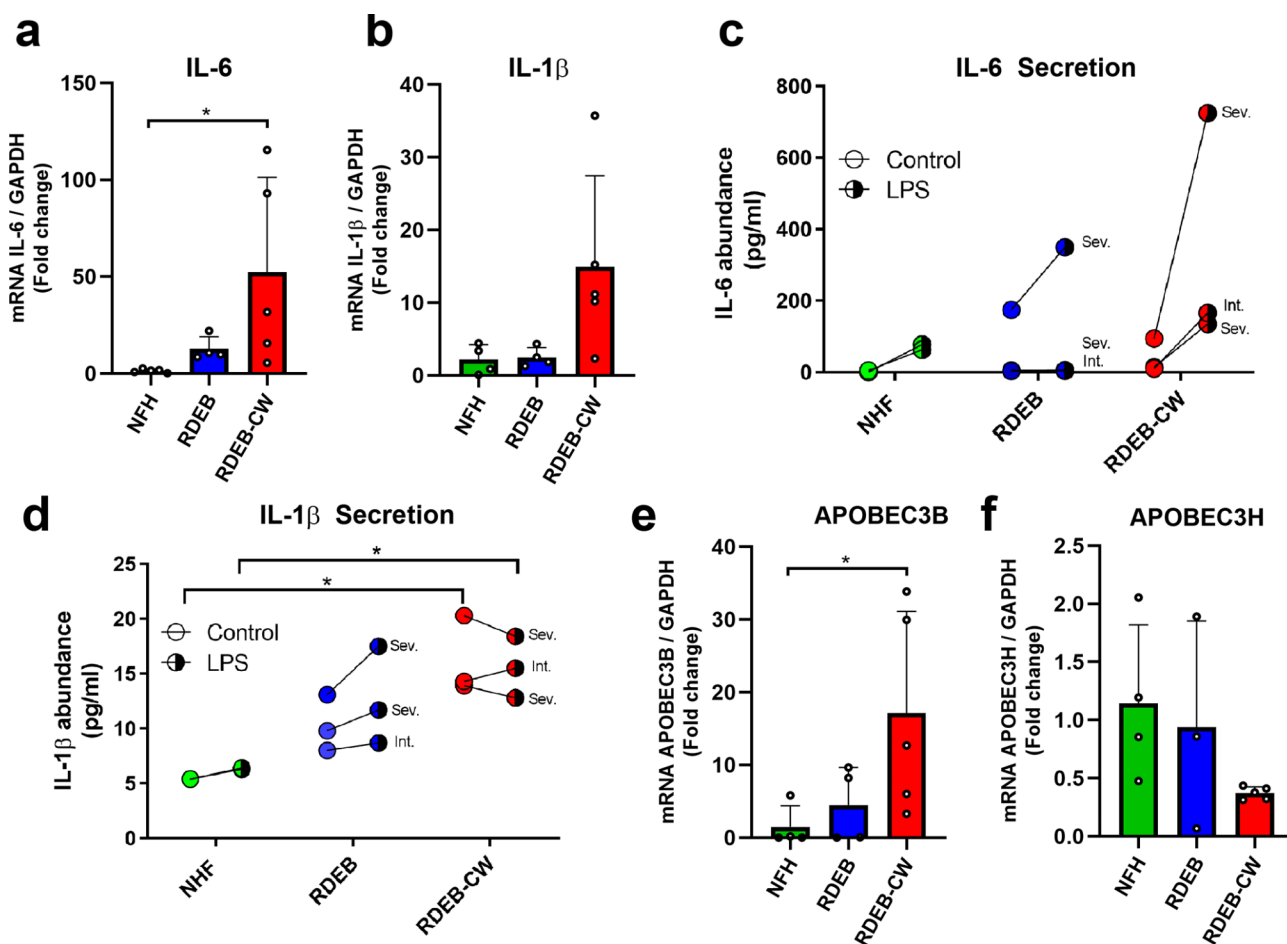 a
IL-6
mRNA IL-6 / GAPDH
(Fold change)
150
100
50
0
*
NFH
RDEB
RDEB-CW
b
IL-1β
mRNA IL-1β / GAPDH
(Fold change)
40
30
20
10
0
NFH
RDEB
RDEB-CW
c
IL-6 Secretion
IL-6 abundance
(pg/ml)
800
600
400
200
0
Control
LPS
Sev.
Sev.
Int.
Sev.
Int.
Sev.
NHF
RDEB
RDEB-CW
d
IL-1β Secretion
IL-1β abundance
(pg/ml)
25
20
15
10
5
0
*
*
Control
LPS
Sev.
Sev.
Int.
Sev.
Int.
Sev.
NHF
RDEB
RDEB-CW
e
APOBEC3B
mRNA APOBEC3B / GAPDH
(Fold change)
40
30
20
10
0
*
NFH
RDEB
RDEB-CW
f
APOBEC3H
mRNA APOBEC3H / GAPDH
(Fold change)
2.5
2.0
1.5
1.0
0.5
0.0
NFH
RDEB
RDEB-CW